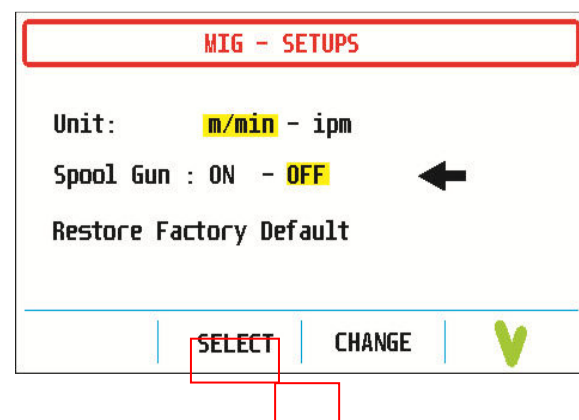 MIG - SETUPS
Unit: m/min - ipm
Spool Gun : ON - OFF
Restore Factory Default
SELECT CHANGE